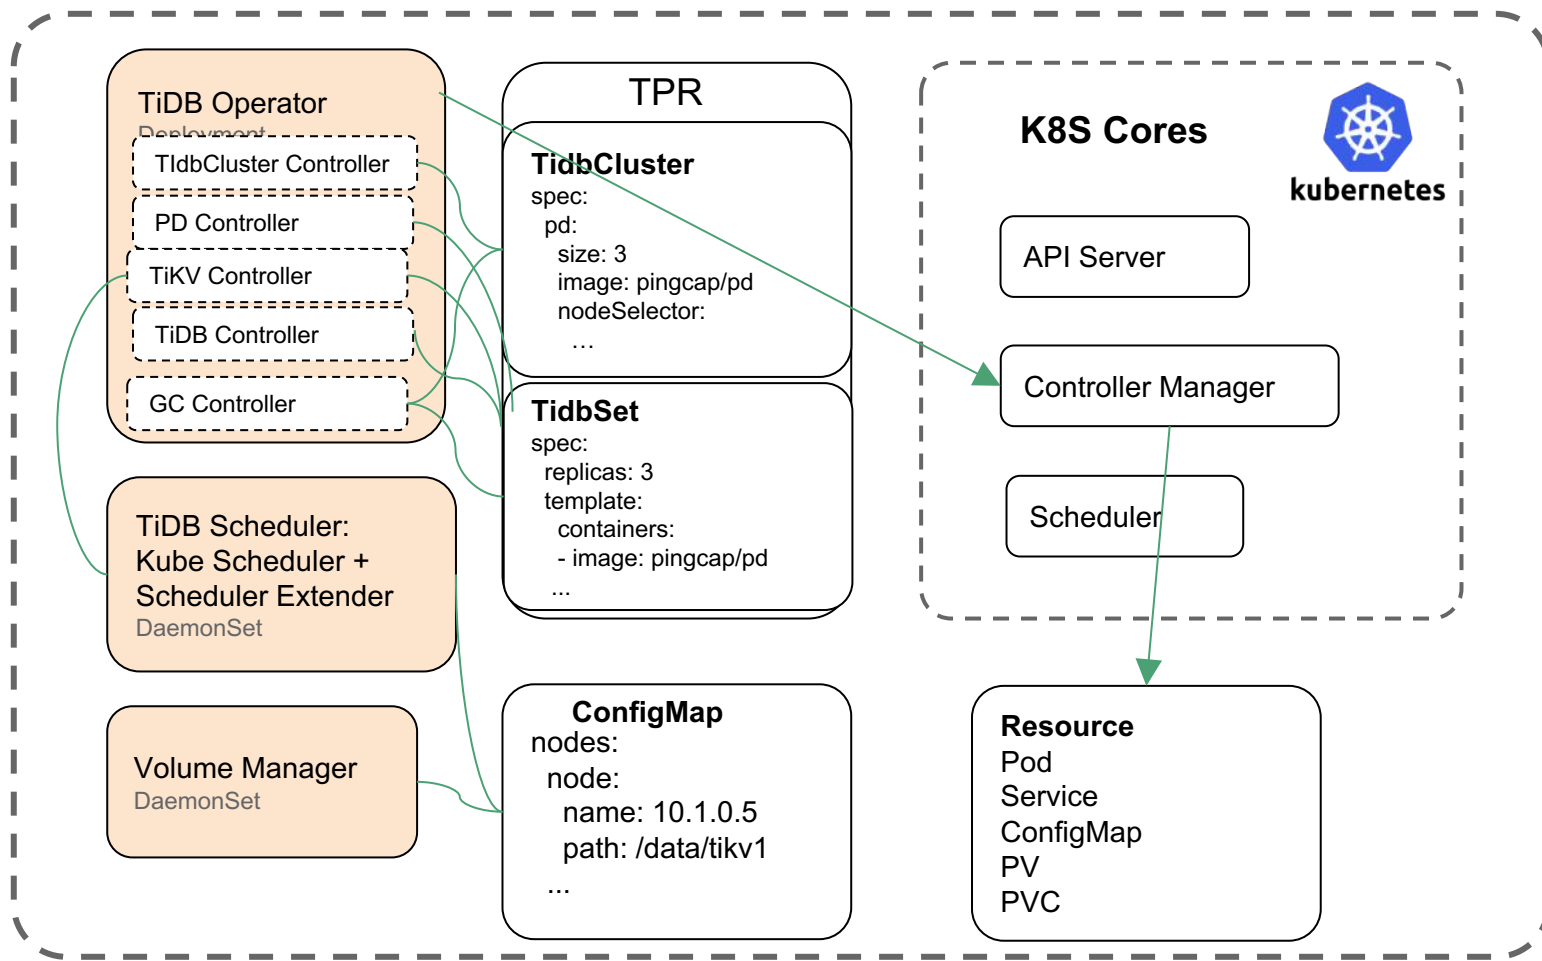 TiDB Operator
Deployment
TIdbCluster Controller
PD Controller
TiKV Controller
TiDB Controller
GC Controller
TiDB Scheduler:
Kube Scheduler +
Scheduler Extender
DaemonSet
Volume Manager
DaemonSet
TPR
TidbCluster
spec:
pd:
size: 3
image: pingcap/pd
nodeSelector:
...
TidbSet
spec:
replicas: 3
template:
containers:
- image: pingcap/pd
...
ConfigMap
nodes:
node:
name: 10.1.0.5
path: /data/tikv1
...
K8S Cores
kubernetes
API Server
Controller Manager
Scheduler
Resource
Pod
Service
ConfigMap
PV
PVC